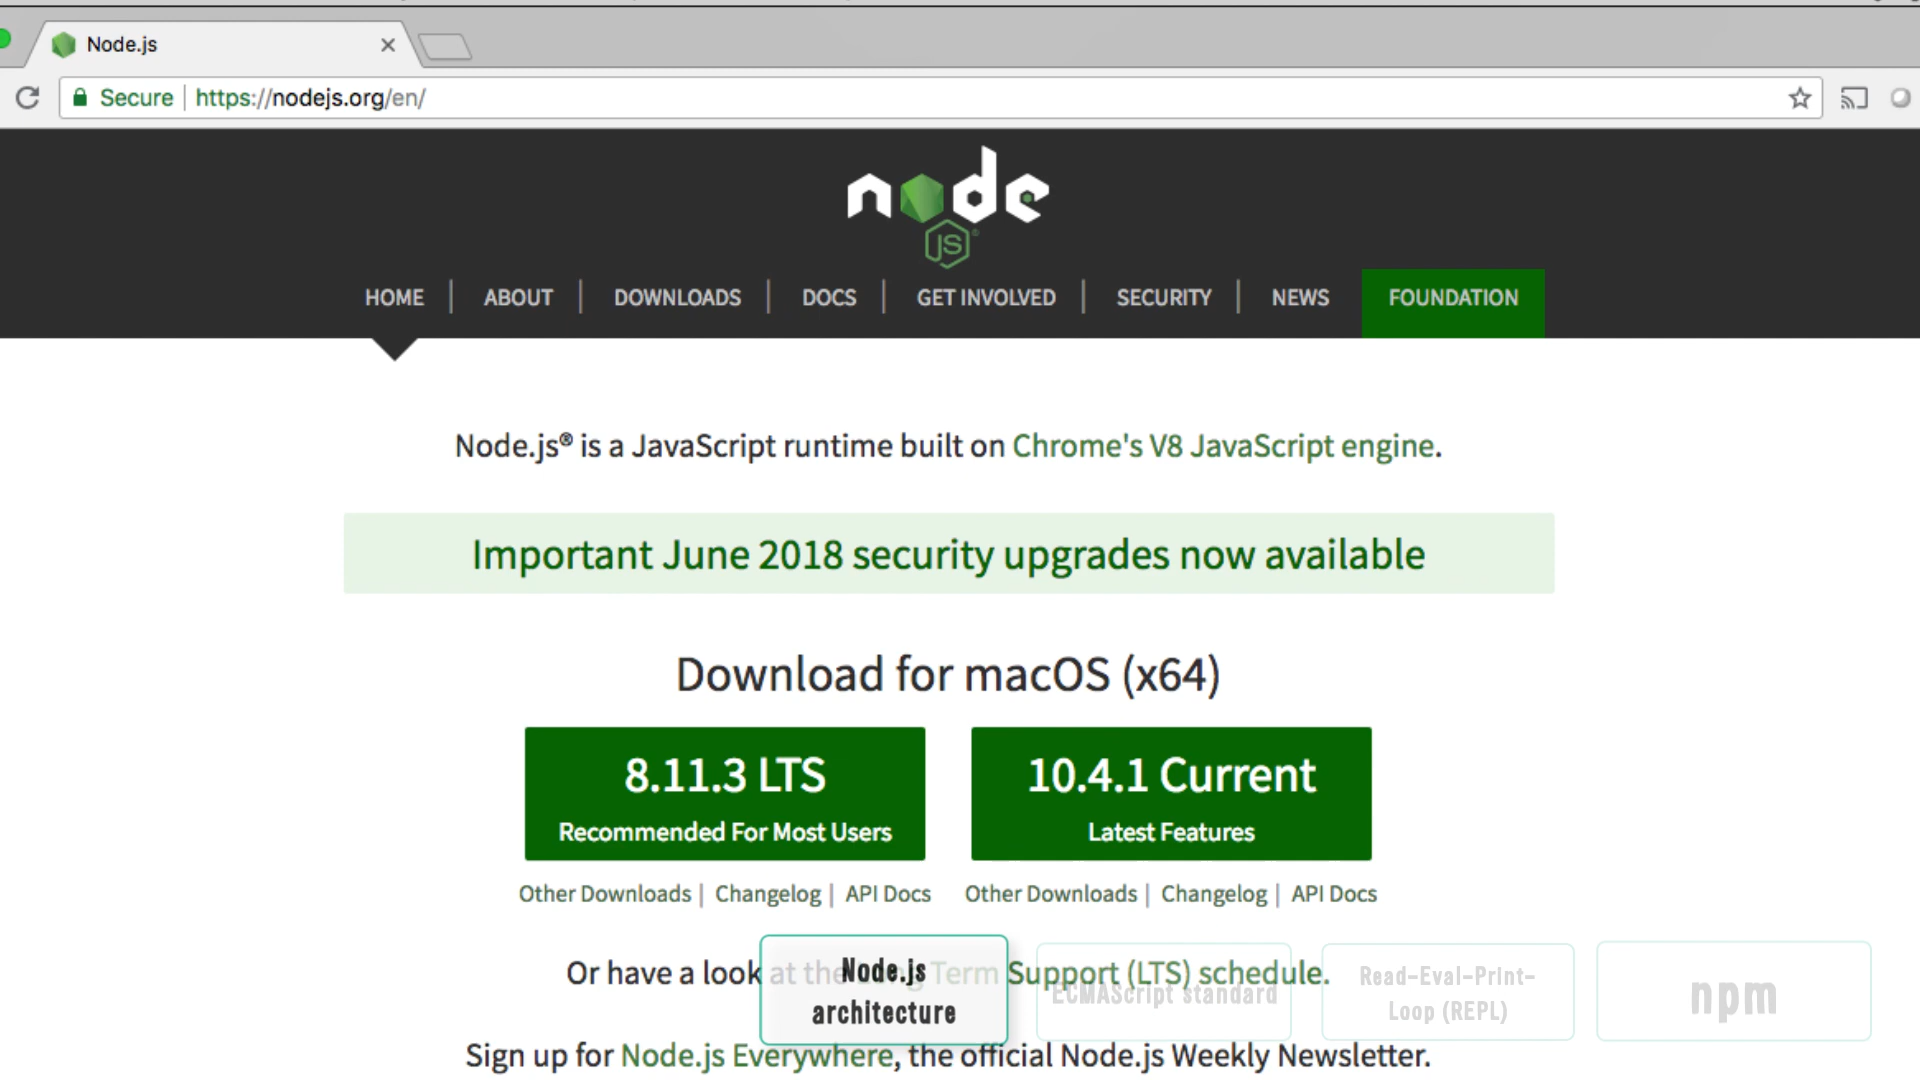 Node.js
Secure
https://nodejs.org/en/
node
JS®
HOME | ABOUT | DOWNLOADS | DOCS | GET INVOLVED | SECURITY | NEWS FOUNDATION
Node.js® is a JavaScript runtime built on Chrome's V8 JavaScript engine.
Important June 2018 security upgrades now available
Download for macOS (x64)
8.11.3 LTS
Recommended For Most Users
10.4.1 Current
Latest Features
Other Downloads | Changelog | API Docs
Other Downloads | Changelog | API Docs
Or have a look at the Long Term Support (LTS) schedule.
Node.js
architecture
ECMAScript standard
Read-Eval-Print-
Loop (REPL)
npm
Sign up for Node.js Everywhere, the official Node.js Weekly Newsletter.